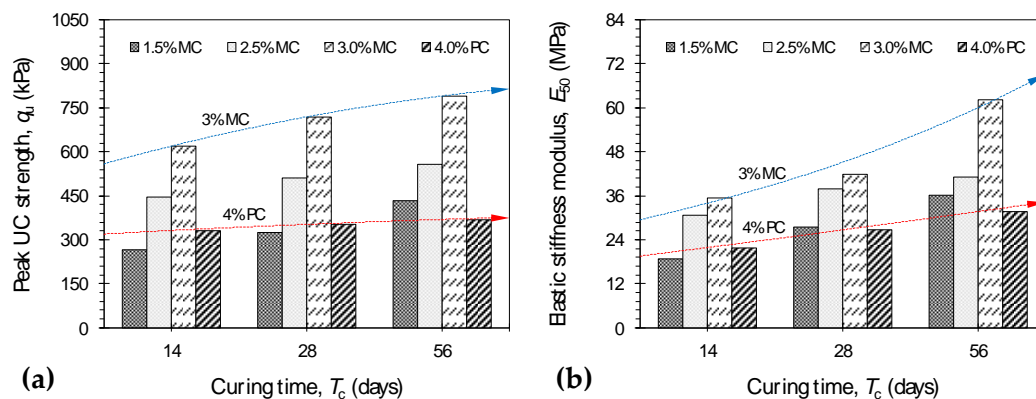 Peak UC strength, qu (kPa)
1050
900
750
600
450
300
150
0
1.5%MC 2.5%MC 3.0%MC 4.0%PC
3%MC
4%PC
14 28 56
Curing time, Tc (days)
(a)
Bastic stiffness modulus, E50 (MPa)
84
72
60
48
36
24
12
0
1.5%MC 2.5%MC 3.0%MC 4.0%PC
3%MC
4%PC
14 28 56
Curing time, Tc (days)
(b)